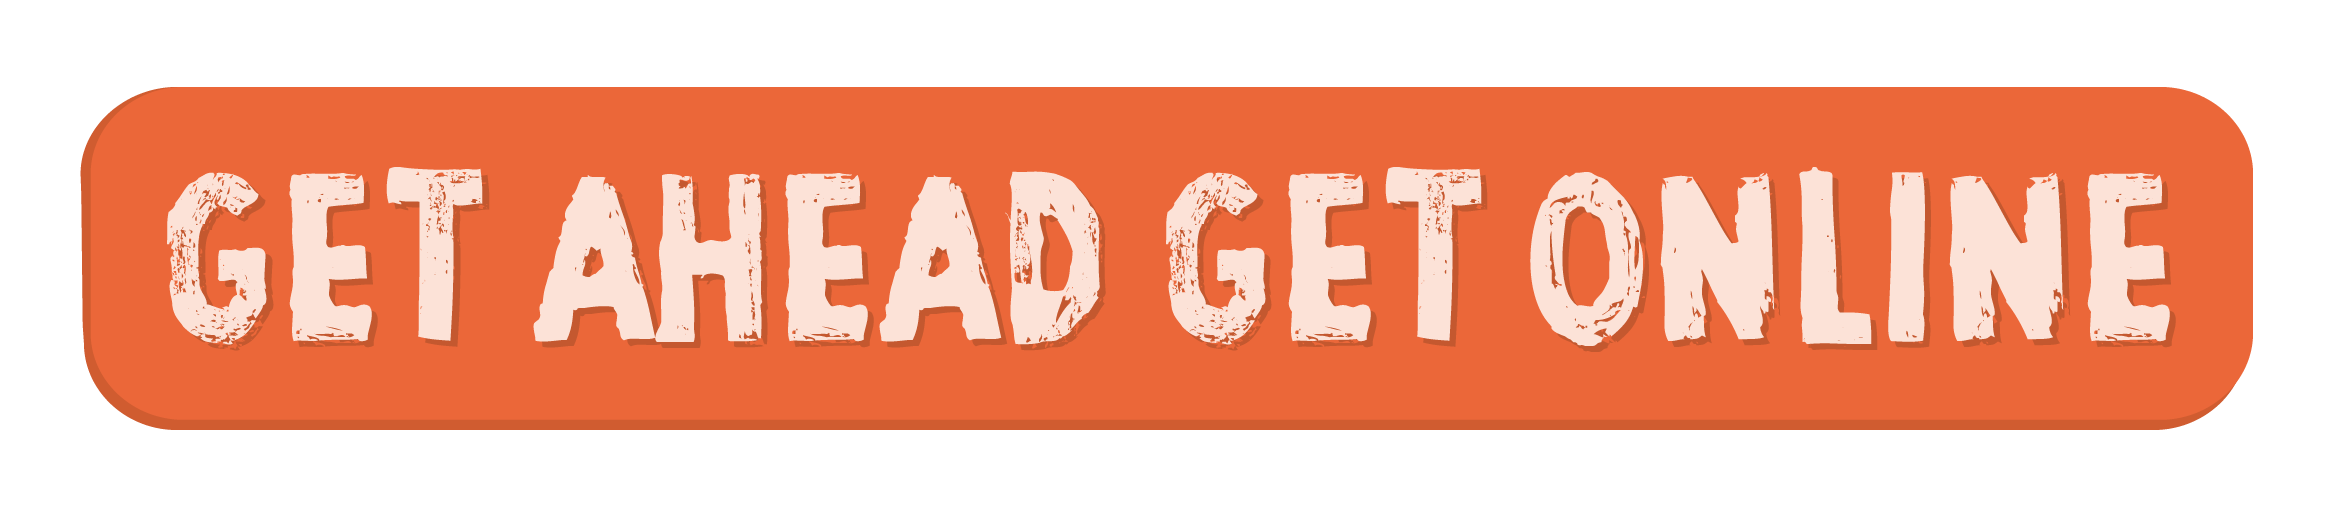 GET AHEAD GET ONLINE